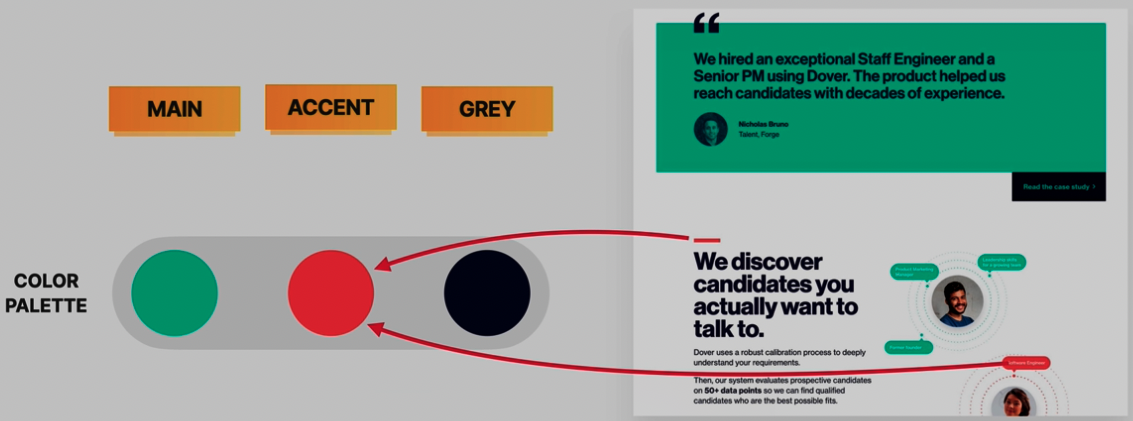 MAIN
ACCENT
GREY
COLOR
PALETTE
“
We hired an exceptional Staff Engineer and a
Senior PM using Dover. The product helped us
reach candidates with decades of experience.
Nicholas Bruno
Talent, Forge
Read the case study ›
We discover
candidates you
actually want to
talk to.
Dover uses a robust calibration process to deeply
understand your requirements.
Then, our system evaluates prospective candidates
on 50+ data points so we can find qualified
candidates who are the best possible fits.
Product Marketing
Manager
Leadership skills
Software Engineer